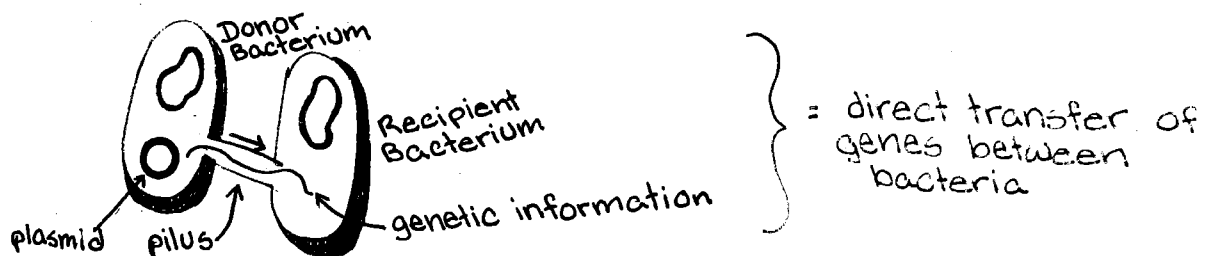 Donor
Bacterium
Recipient
Bacterium
genetic information
plasmid
pilus
= direct transfer of
genes between
bacteria